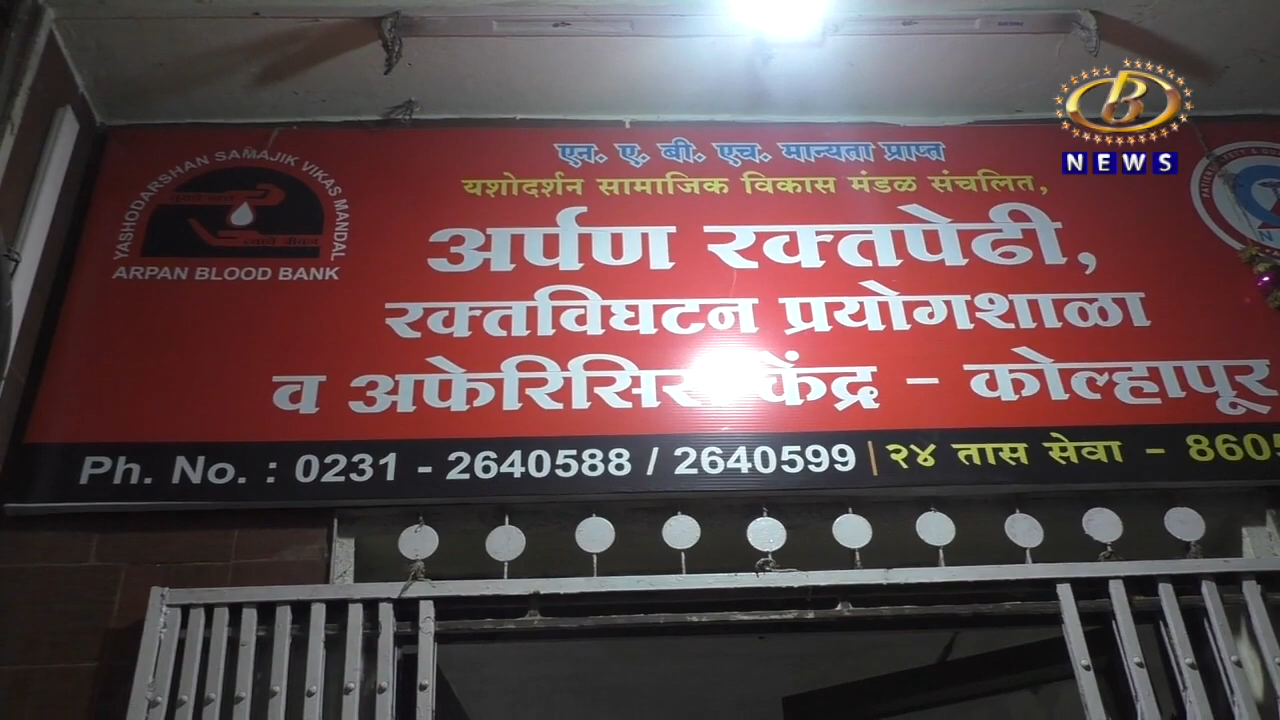 B
NEWS
एन. ए. बी. एच. मान्यता प्राप्त
यशोदर्शन सामाजिक विकास मंडळ संचलित,
अर्पण रक्तपेढी,
रक्तविघटन प्रयोगशाळा
व अफेरिसिस केंद्र - कोल्हापूर
YASHODARSHAN SAMAJIK VIKAS MANDAL
ARPAN BLOOD BANK
Ph. No. : 0231 - 2640588 / 2640599 | २४ तास सेवा - 8605